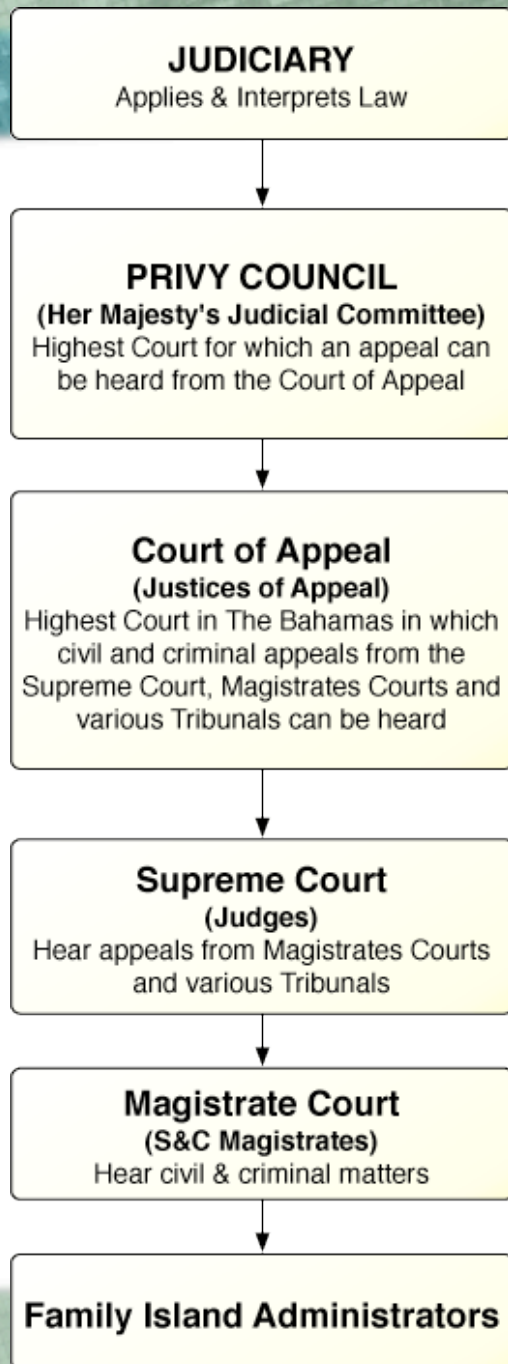 JUDICIARY
Applies & Interprets Law
PRIVY COUNCIL
(Her Majesty's Judicial Committee)
Highest Court for which an appeal can
be heard from the Court of Appeal
Court of Appeal
(Justices of Appeal)
Highest Court in The Bahamas in which
civil and criminal appeals from the
Supreme Court, Magistrates Courts and
various Tribunals can be heard
Supreme Court
(Judges)
Hear appeals from Magistrates Courts
and various Tribunals
Magistrate Court
(S&C Magistrates)
Hear civil & criminal matters
Family Island Administrators